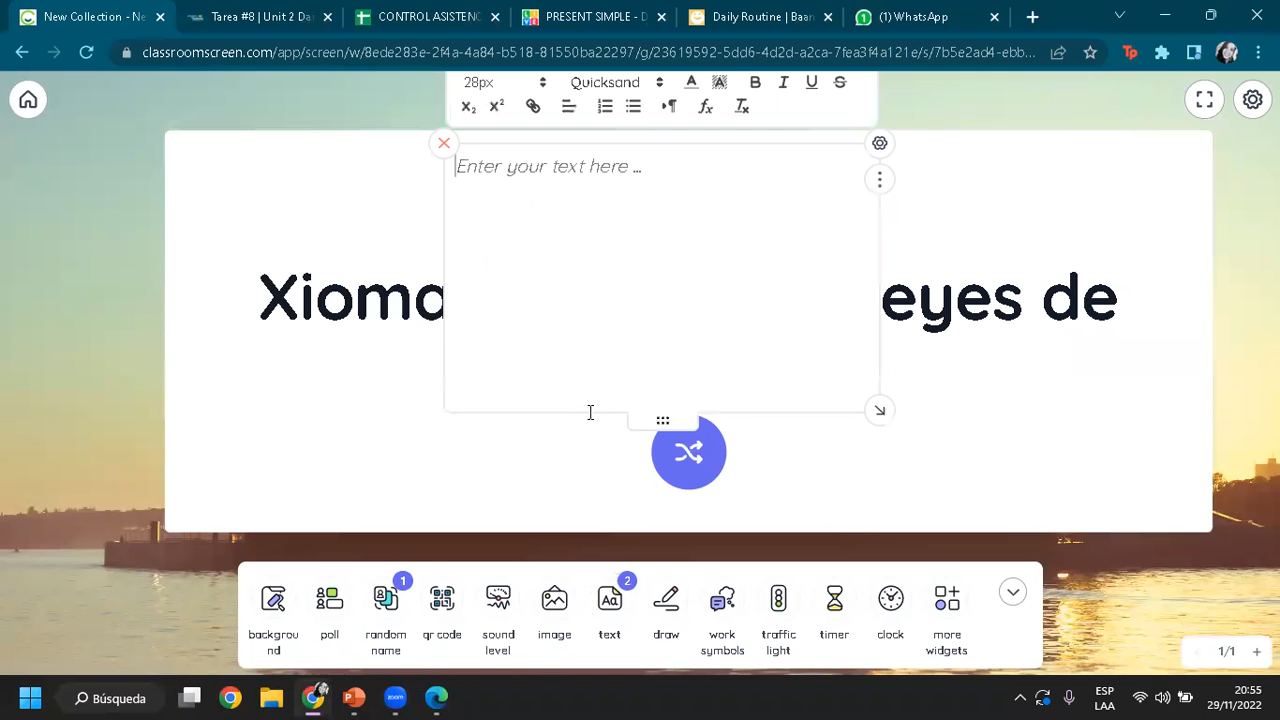 New Collection - Ne
Tarea #8 | Unit 2 Da
CONTROL ASISTENC
PRESENT SIMPLE - D
Daily Routine | Baan
(1) WhatsApp
classroomscreen.com/app/screen/w/8ede283e-2f4a-4a84-b518-81550ba22297/g/23619592-5dd6-4d2d-a2ca-7fea3f4a121e/s/7b5e2ad4-ebb...
28px
Quicksand
Enter your text here ...
Xioma
eyes de
1
2
backgrou
nd
poll
random
name
qr code
sound
level
image
text
draw
work
symbols
traffic
light
timer
clock
more
widgets
1/1
Búsqueda
ESP
LAA
20:55
29/11/2022